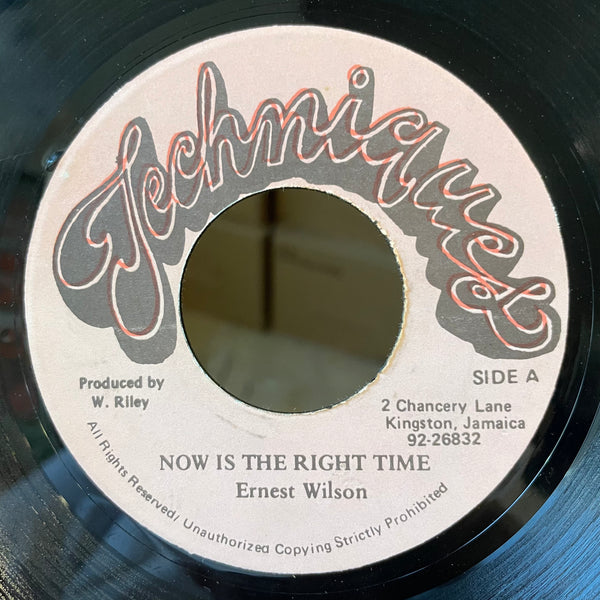 Techniques
SIDE A
Produced by
W. Riley
2 Chancery Lane
Kingston, Jamaica
92-26832
NOW IS THE RIGHT TIME
Ernest Wilson
All Rights Reserved/ Unauthorized Copying Strictly Prohibited